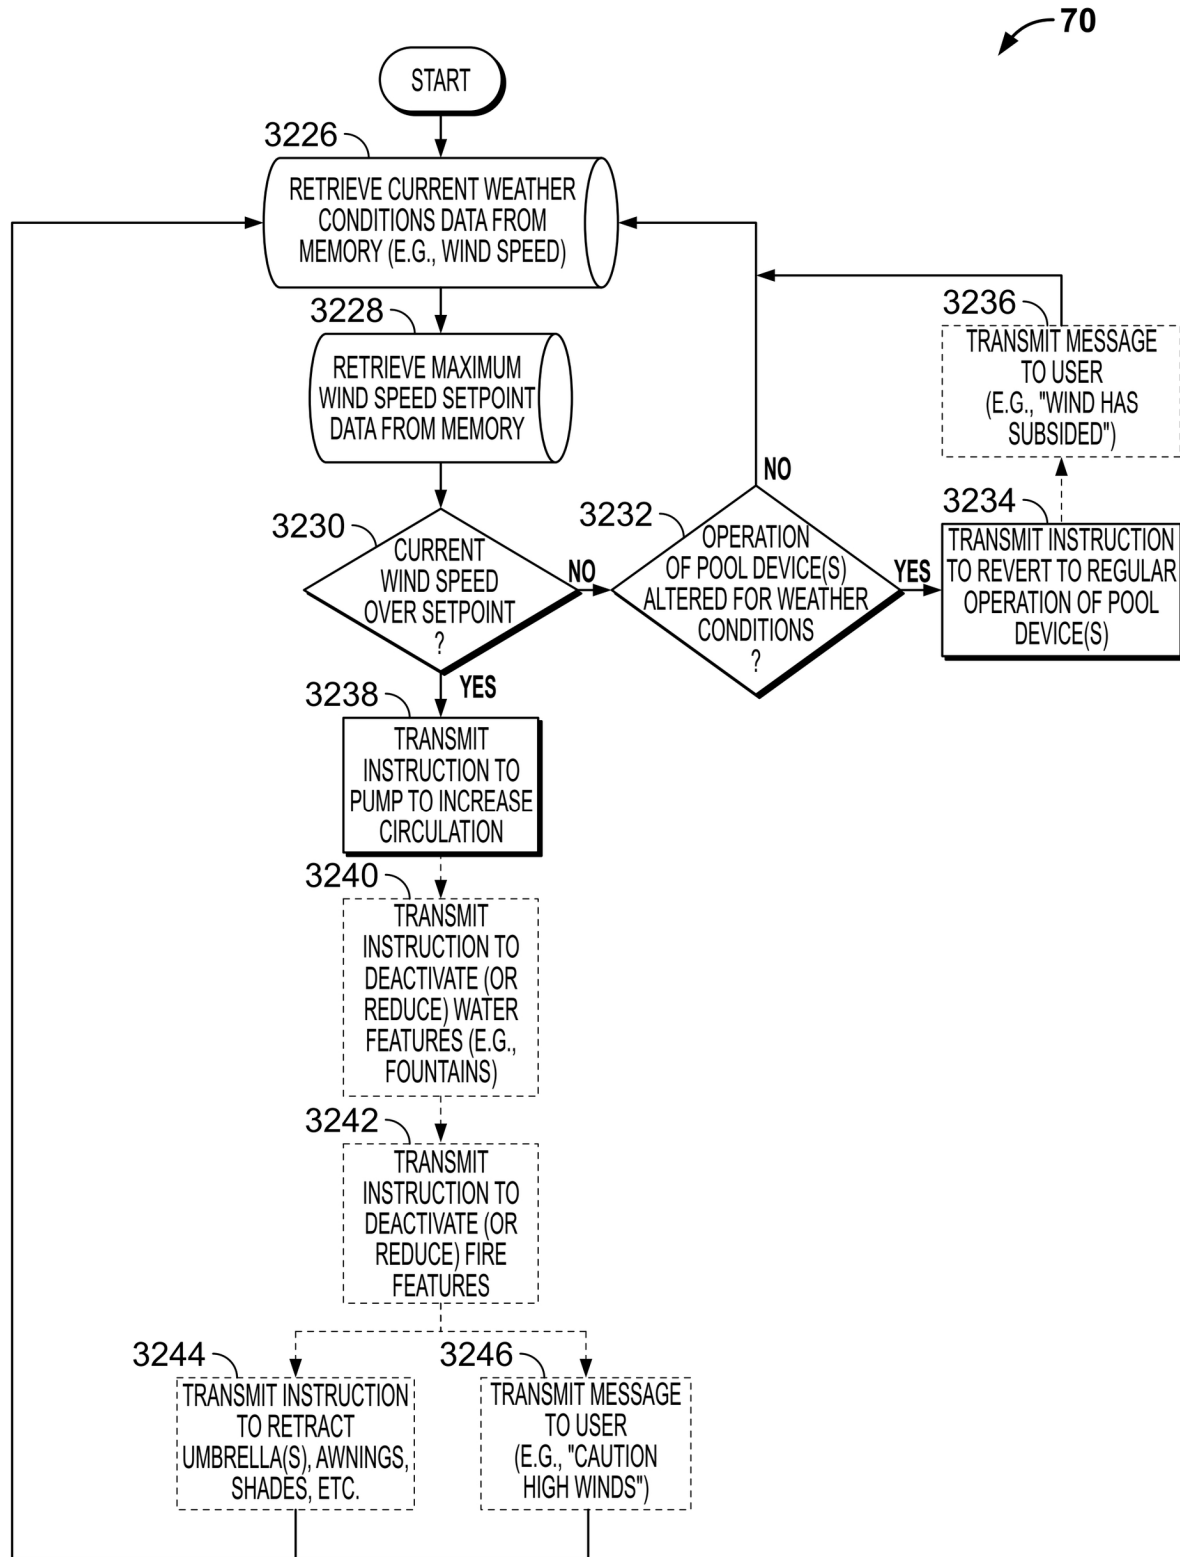 70
START
3226
RETRIEVE CURRENT WEATHER
CONDITIONS DATA FROM
MEMORY (E.G., WIND SPEED)
3228
RETRIEVE MAXIMUM
WIND SPEED SETPOINT
DATA FROM MEMORY
3230
CURRENT
WIND SPEED
OVER SETPOINT
?
NO
YES
3232
OPERATION
OF POOL DEVICE(S)
ALTERED FOR WEATHER
CONDITIONS
?
NO
YES
3234
TRANSMIT INSTRUCTION
TO REVERT TO REGULAR
OPERATION OF POOL
DEVICE(S)
3236
TRANSMIT MESSAGE
TO USER
(E.G., "WIND HAS
SUBSIDED")
3238
TRANSMIT
INSTRUCTION TO
PUMP TO INCREASE
CIRCULATION
3240
TRANSMIT
INSTRUCTION TO
DEACTIVATE (OR
REDUCE) WATER
FEATURES (E.G.,
FOUNTAINS)
3242
TRANSMIT
INSTRUCTION TO
DEACTIVATE (OR
REDUCE) FIRE
FEATURES
3244
TRANSMIT INSTRUCTION
TO RETRACT
UMBRELLA(S), AWNINGS,
SHADES, ETC.
3246
TRANSMIT MESSAGE
TO USER
(E.G., "CAUTION
HIGH WINDS")